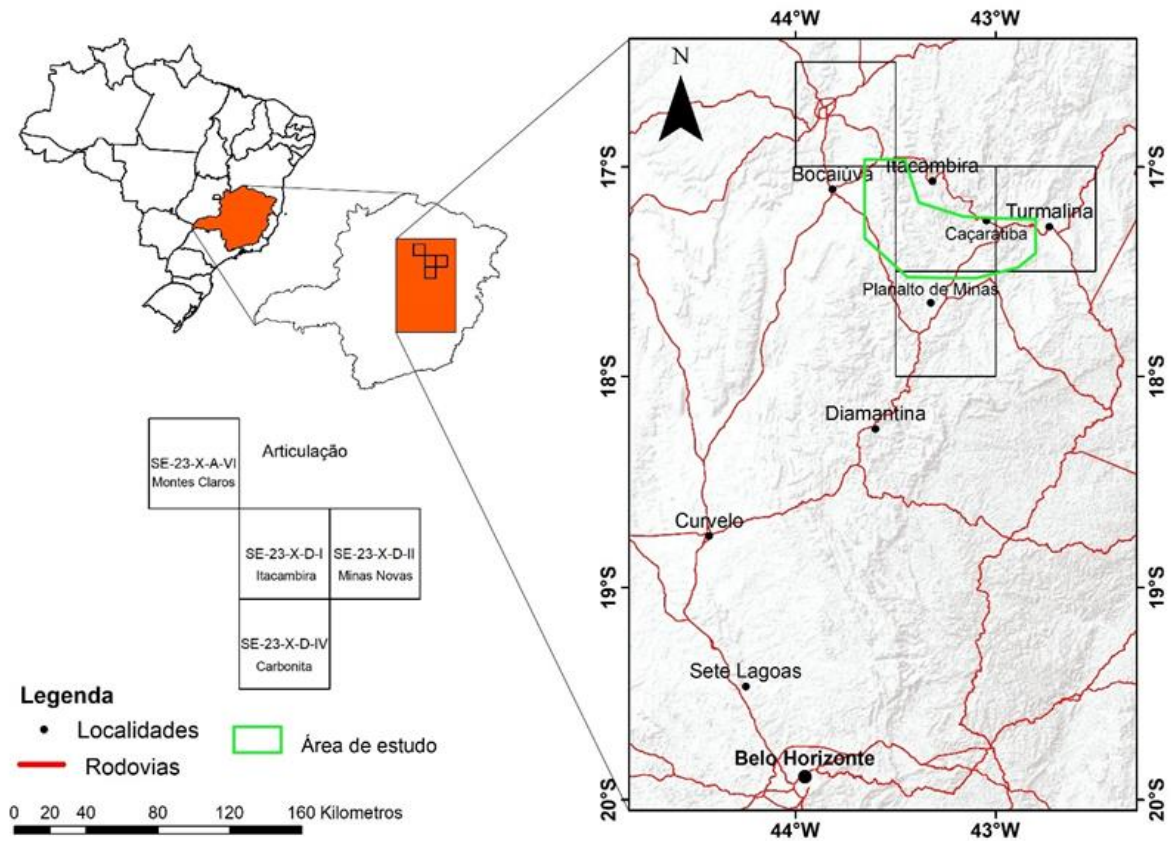 44°W 43°W
N
17°S 17°S
Itacambira
Bocaiúva
Turmalina
Caçaratiba
Planalto de Minas
18°S 18°S
Diamantina
Curvelo
19°S 19°S
Sete Lagoas
Belo Horizonte
20°S 20°S
44°W 43°W
Articulação
SE-23-X-A-VI
Montes Claros
SE-23-X-D-I SE-23-X-D-II
Itacambira Minas Novas
SE-23-X-D-IV
Carbonita
Legenda
Localidades
Área de estudo
Rodovias
0 20 40 80 120 160 Kilometros